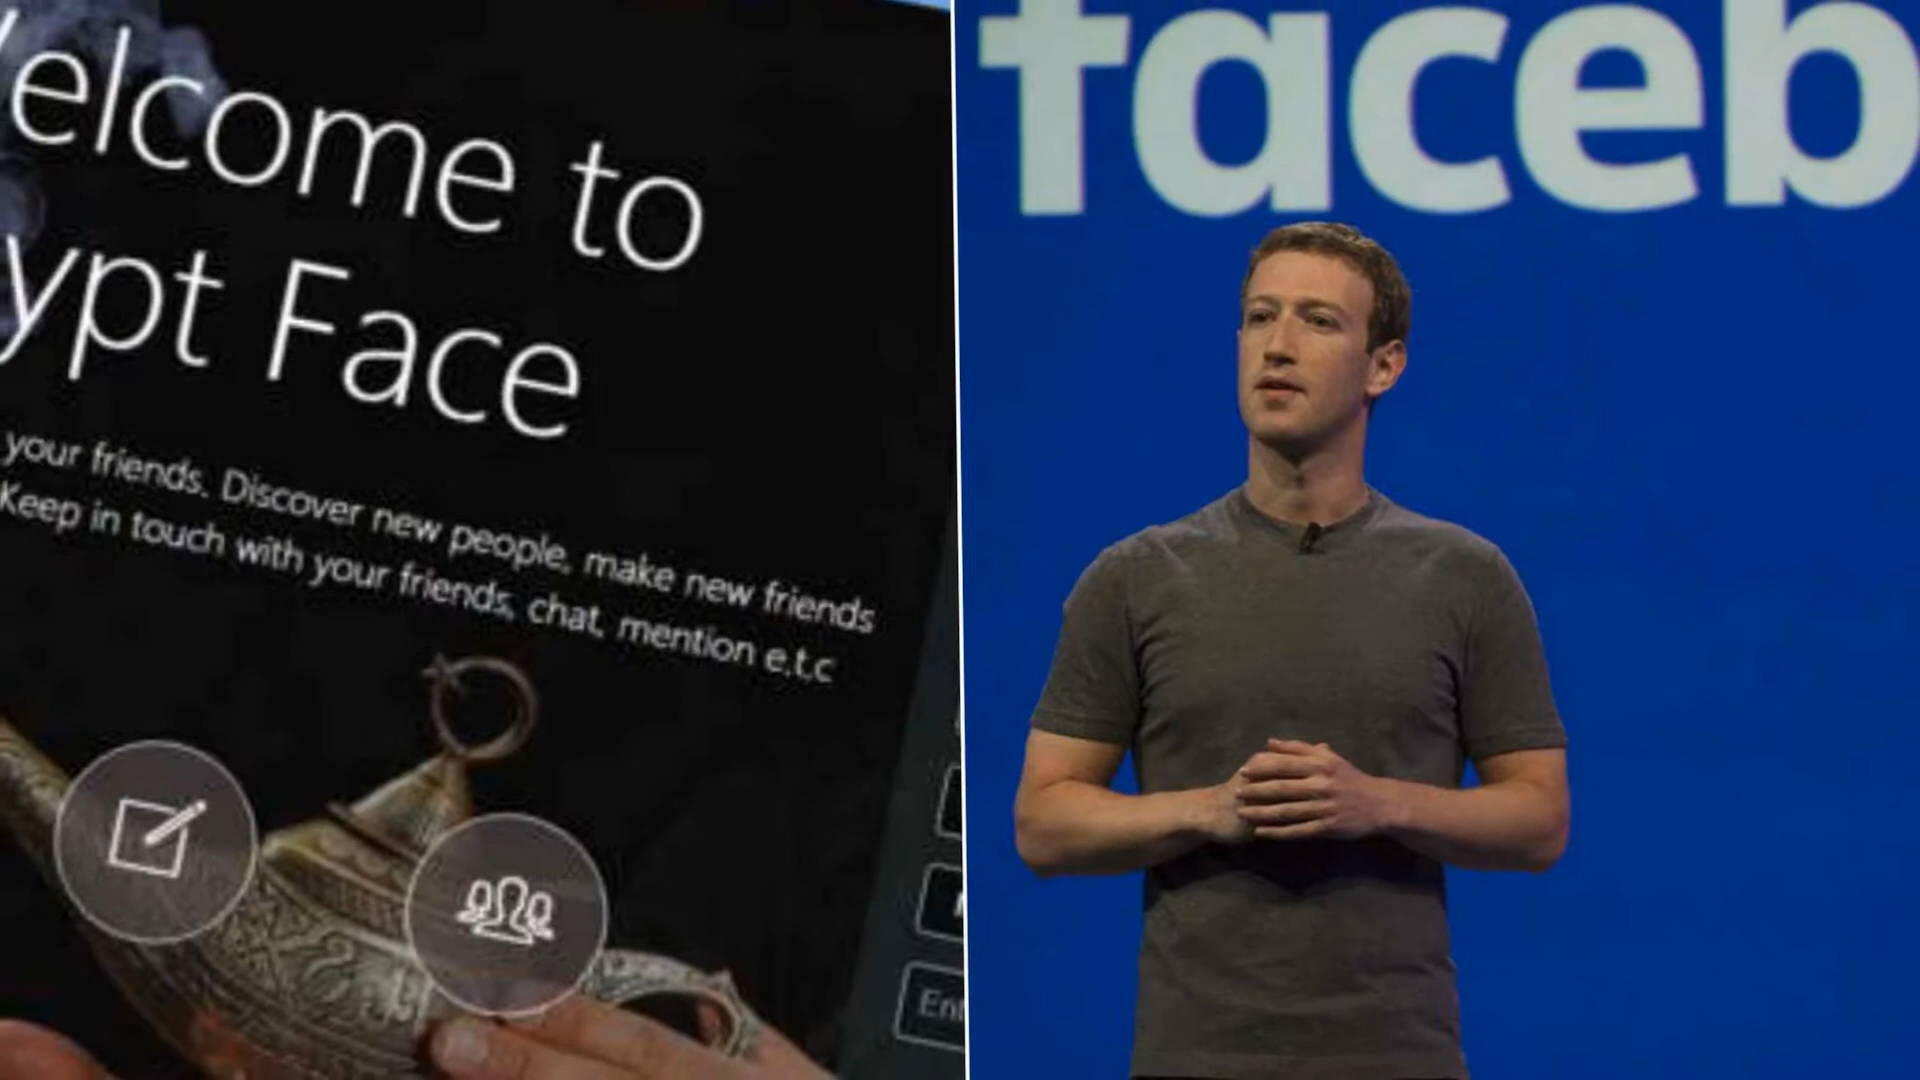 elcome to
ypt Face
your friends. Discover new people, make new friends
Keep in touch with your friends, chat, mention e.t.c
Ent
faceb